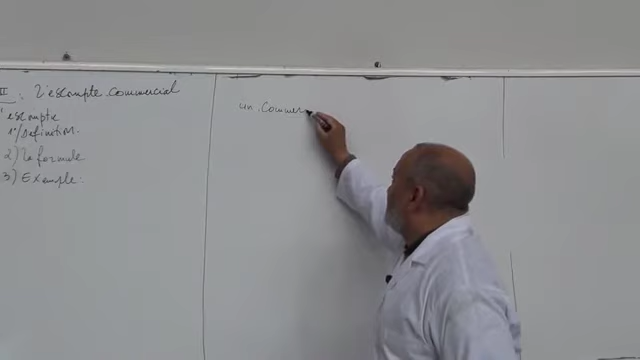 II. L'escompte commercial
l'escompte
1°/Définition.
2) La formule
3) Exemple:
un Commer